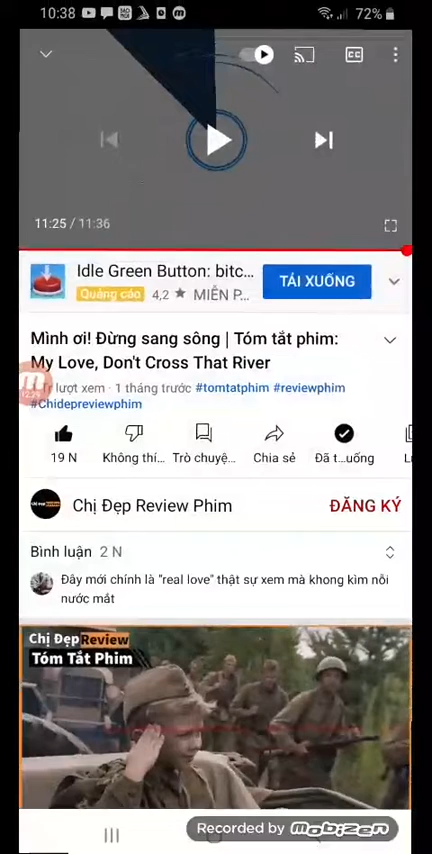 10:38
72%
CC
11:25 / 11:36
Idle Green Button: bitc...
Quảng cáo 4,2 ★ MIỄN P...
TẢI XUỐNG
Mình ơi! Đừng sang sông | Tóm tắt phim:
My Love, Don't Cross That River
lượt xem · 1 tháng trước #tomtatphim #reviewphim
#Chidepreviewphim
19 N
Không thí...
Trò chuyệ...
Chia sẻ
Đã t...uống
Chị Đẹp Review Phim
ĐĂNG KÝ
Bình luận 2 N
Đây mới chính là "real love" thật sự xem mà khong kìm nỗi
nước mắt
Chị Đẹp Review
Tóm Tắt Phim
Recorded by mobizen